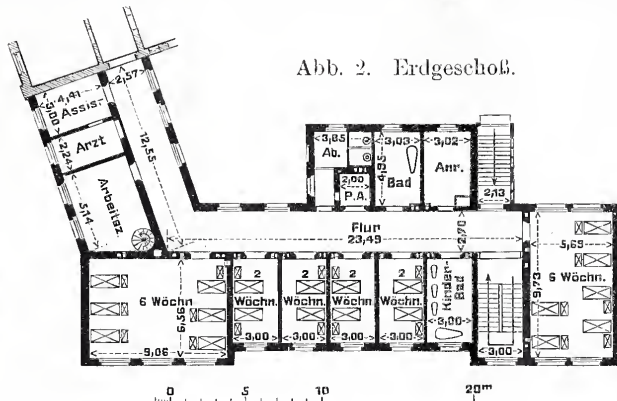 Abb. 2. Erdgeschoß.
4,41
2,57
Assis.
3,00
Arzt
2,24
12,55
Arbeitsz.
5,14
3,85
Ab.
2,00
P.A.
4,85
3,03
Bad
3,02
Anr.
2,13
Flur
23,49
2,70
6 Wöchn
6,56
9,06
2
Wöchn.
3,00
2
Wöchn.
3,00
2
Wöchn.
3,00
2
Wöchn.
3,00
Kinder-
Bad
3,00
3,00
5,69
9,73
6 Wöchn.
0 5 10 20m